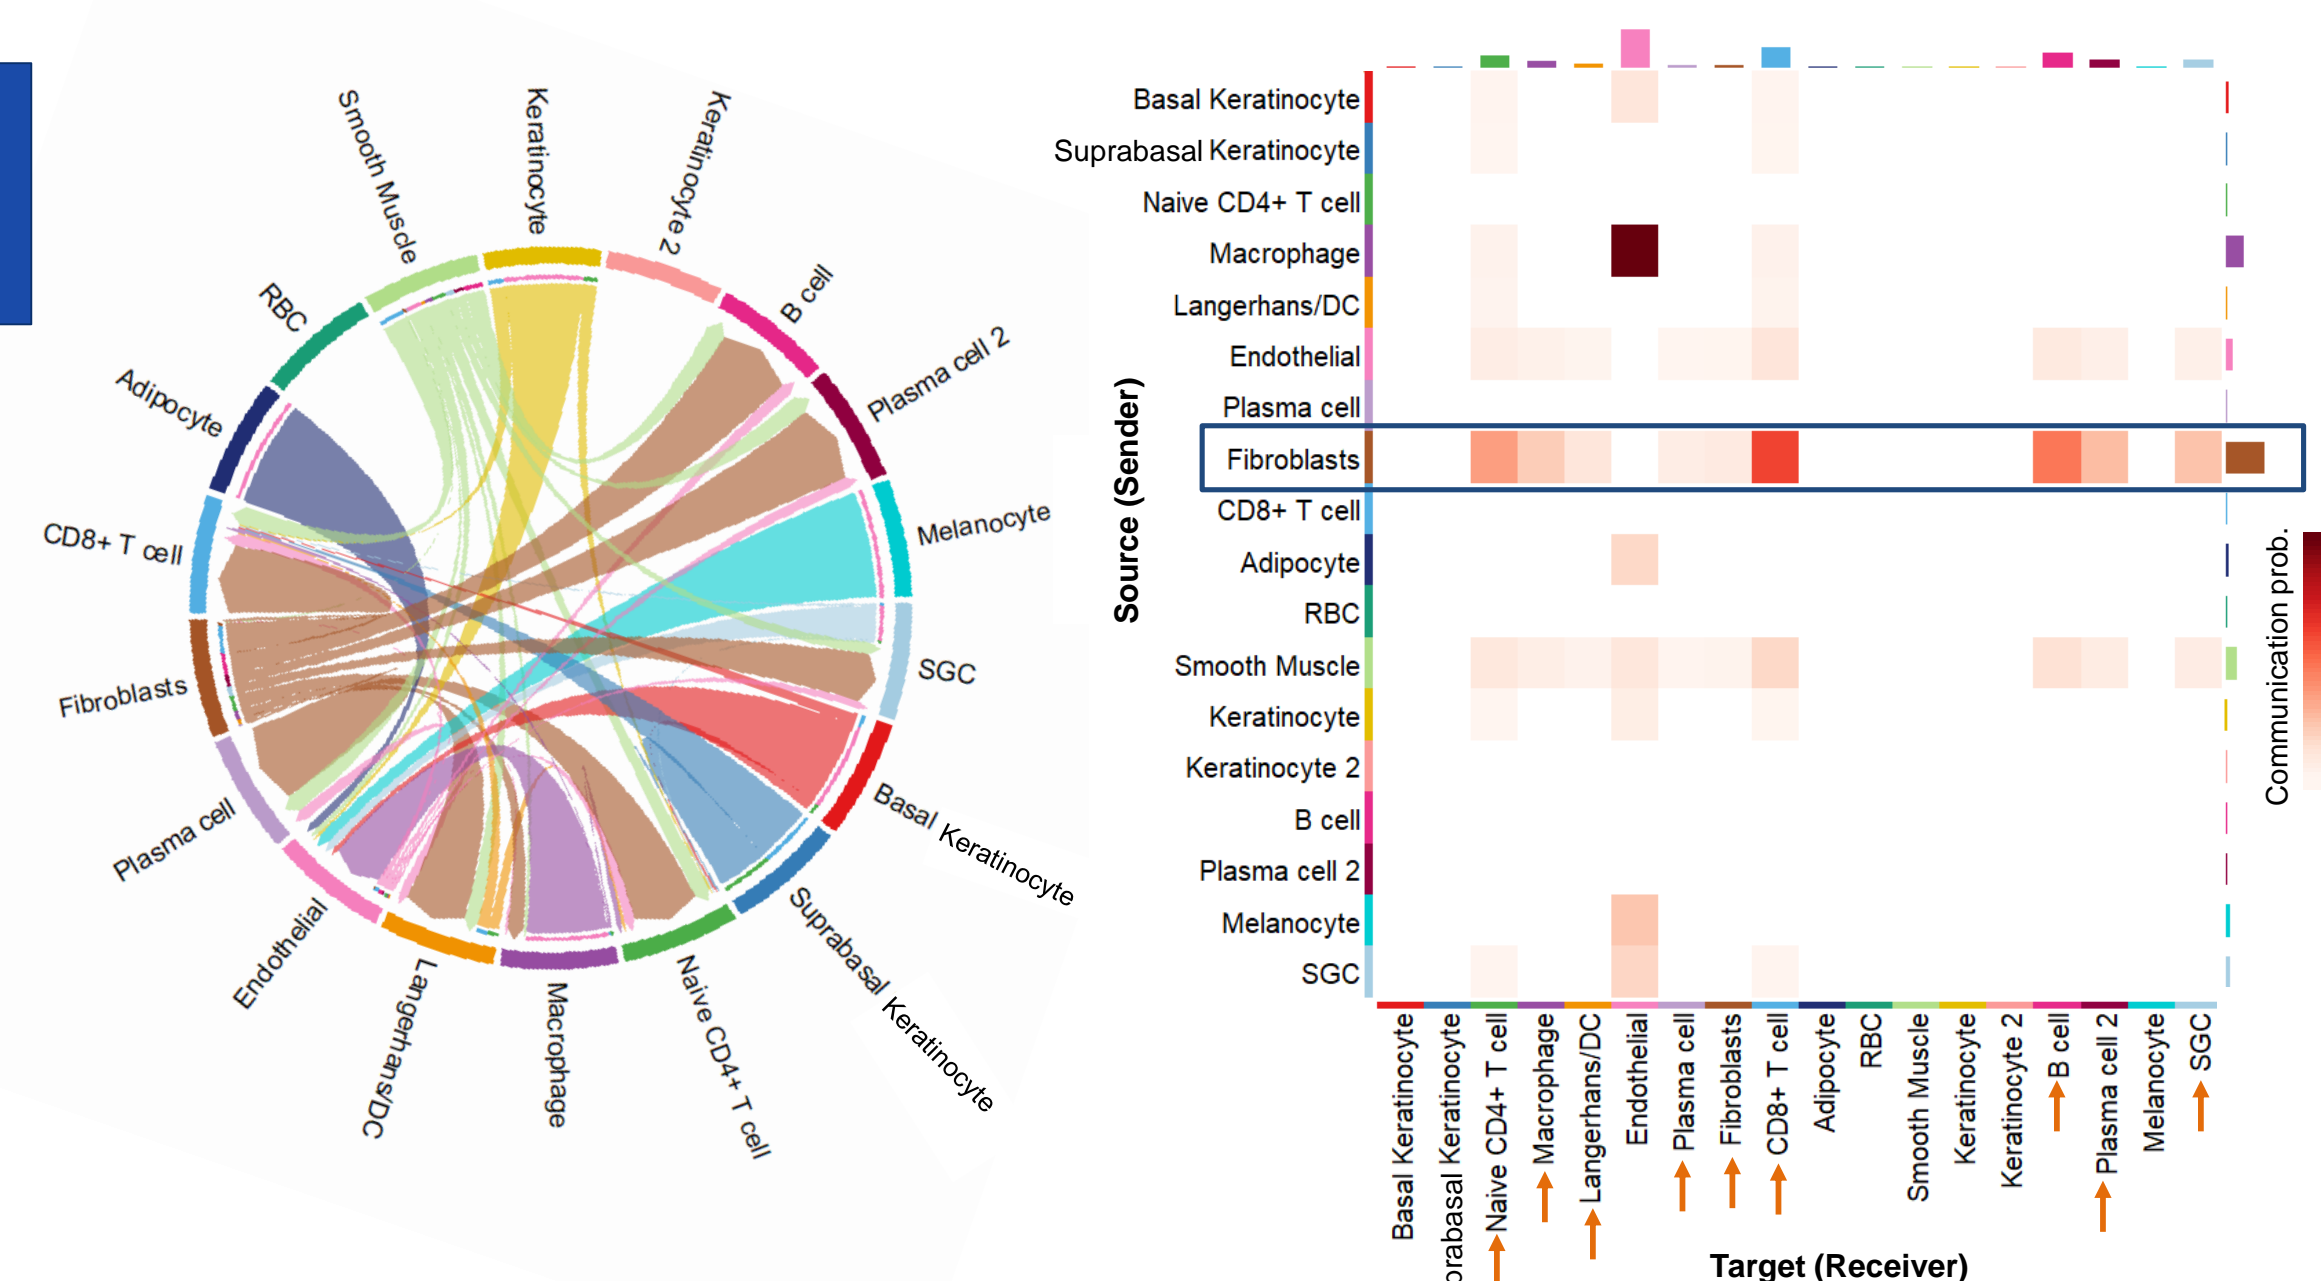 Smooth Muscle
Keratinocyte
Keratinocyte 2
B cell
Plasma cell 2
Melanocyte
SGC
Basal Keratinocyte
Suprabasal Keratinocyte
Naive CD4+ T cell
Macrophage
Langerhans/DC
Endothelial
Plasma cell
Fibroblasts
CD8+ T cell
Adipocyte
RBC
Source (Sender)
Basal Keratinocyte
Suprabasal Keratinocyte
Naive CD4+ T cell
Macrophage
Langerhans/DC
Endothelial
Plasma cell
Fibroblasts
CD8+ T cell
Adipocyte
RBC
Smooth Muscle
Keratinocyte
Keratinocyte 2
B cell
Plasma cell 2
Melanocyte
SGC
Communication prob.
Basal Keratinocyte
prabasal Keratinocyte
Naive CD4+ T cell
Macrophage
Langerhans/DC
Endothelial
Plasma cell
Fibroblasts
CD8+ T cell
Adipocyte
RBC
Smooth Muscle
Keratinocyte
Keratinocyte 2
B cell
Plasma cell 2
Melanocyte
SGC
Target (Receiver)